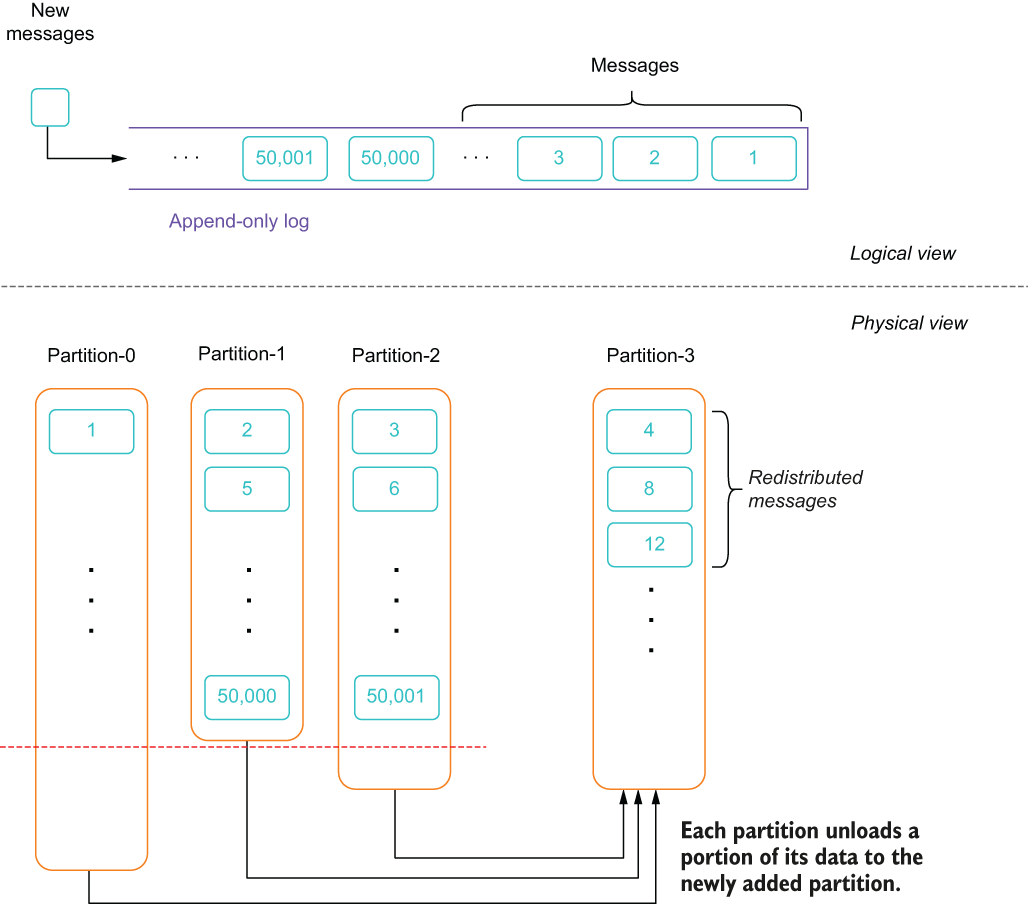 New
messages
Messages
· · ·
50,001
50,000
· · ·
3
2
1
Append-only log
Logical view
Physical view
Partition-0
Partition-1
Partition-2
Partition-3
1
2
3
4
5
6
8
Redistributed
messages
12
50,000
50,001
Each partition unloads a
portion of its data to the
newly added partition.